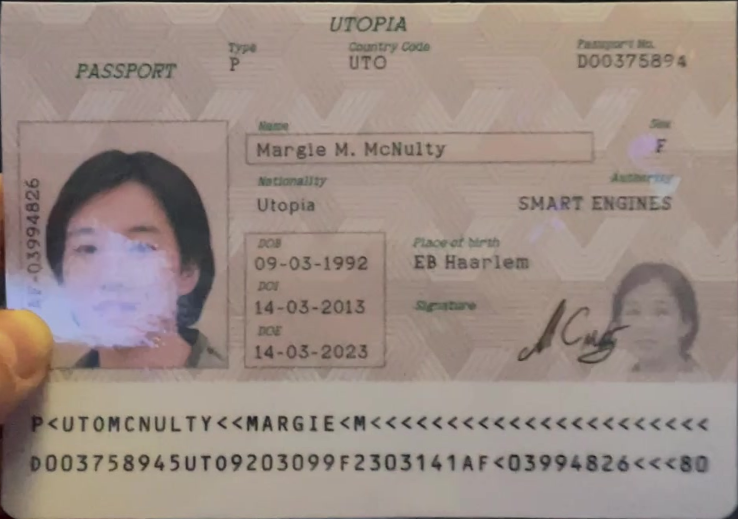 UTOPIA
PASSPORT
Type
P
Country Code
UTO
Passport No.
D00375894
Name
Margie M. McNulty
Sex
F
Nationality
Utopia
Authority
SMART ENGINES
AF-03994826
DOB
09-03-1992
Place of birth
EB Haarlem
DOI
14-03-2013
Signature
DOE
14-03-2023
P<UTOMCNULTY<<MARGIE<M<<<<<<<<<<<<<<<<<<<<<<
D003758945UTO9203099F2303141AF<03994826<<<80